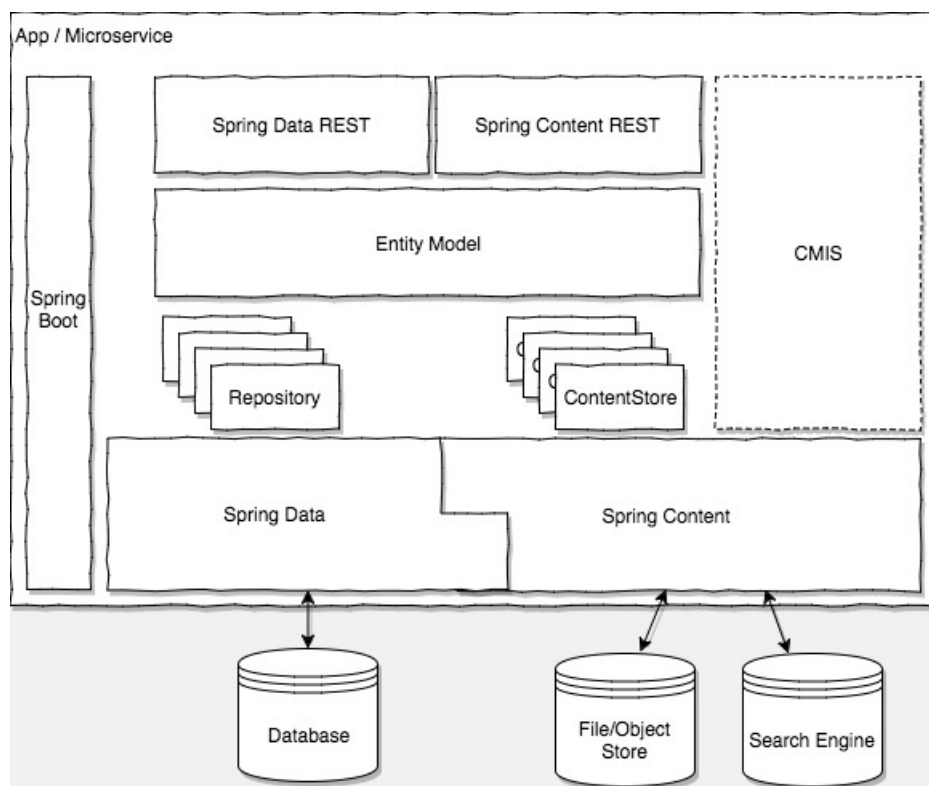 App / Microservice
Spring Data REST
Spring Content REST
Entity Model
CMIS
Spring
Boot
Repository
ContentStore
Spring Data
Spring Content
Database
File/Object
Store
Search Engine